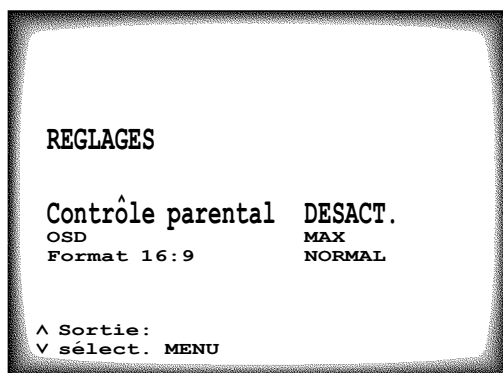 REGLAGES
Contrôle parental DESACT.
OSD MAX
Format 16:9 NORMAL
∧ Sortie:
∨ sélect. MENU